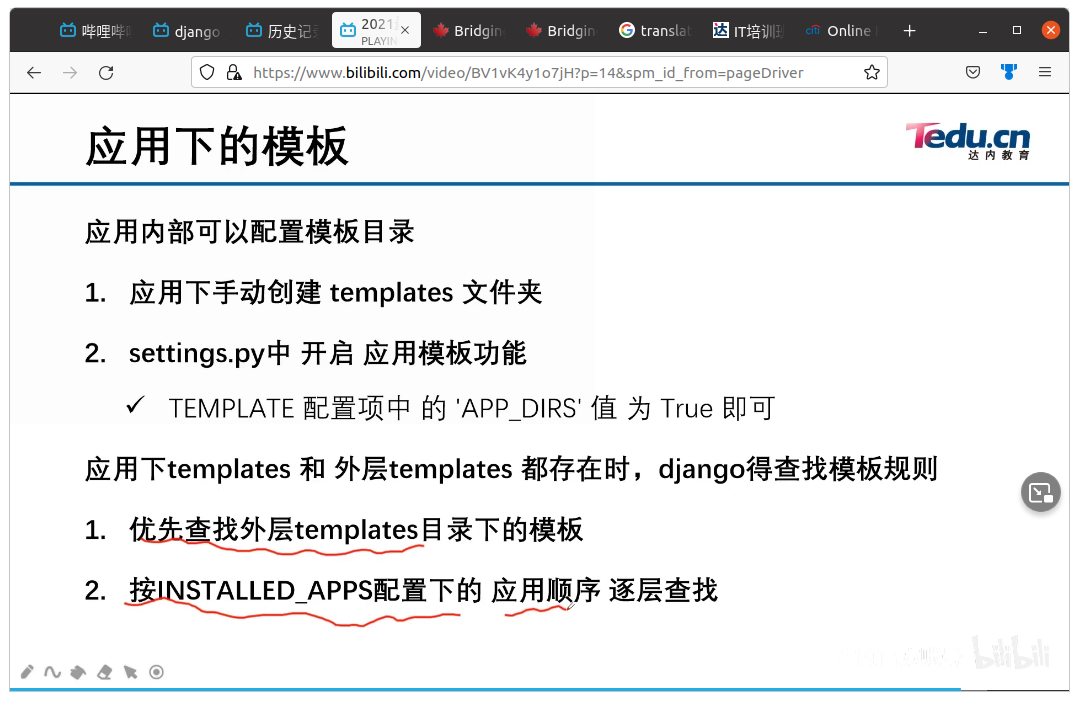 哔哩哔哩 django 历史记录 2021 Bridgin Bridgin translat IT培训班 Online
PLAYIN
https://www.bilibili.com/video/BV1vK4y1o7jH?p=14&spm_id_from=pageDriver
应用下的模板
Tedu.cn
达内教育
应用内部可以配置模板目录
1. 应用下手动创建 templates 文件夹
2. settings.py中 开启 应用模板功能
✓ TEMPLATE 配置项中 的 'APP_DIRS' 值 为 True 即可
应用下templates 和 外层templates 都存在时，django得查找模板规则
1. 优先查找外层templates目录下的模板
2. 按INSTALLED_APPS配置下的 应用顺序 逐层查找
bilibili